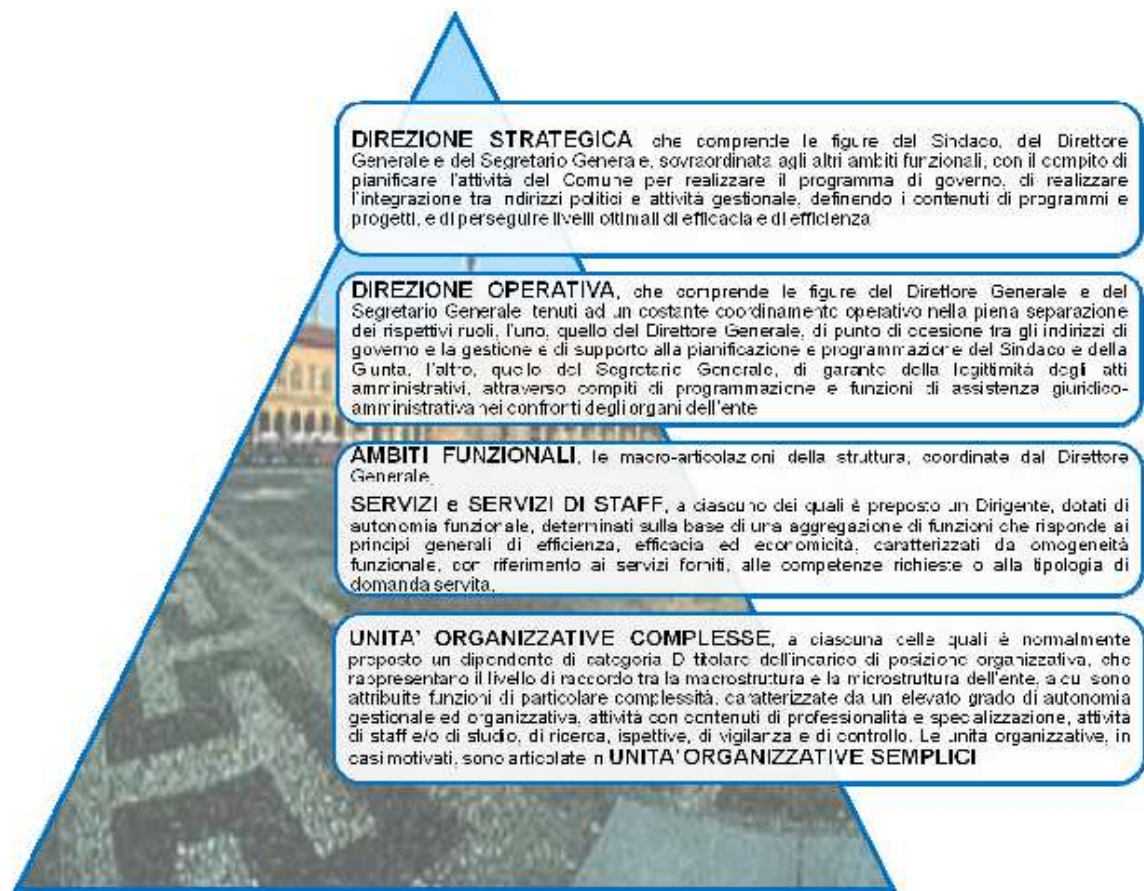 DIREZIONE STRATEGICA che comprende le figure del Sindaco, del Direttore
Generale e del Segretario Generale, sovraordinata agli altri ambiti funzionali, con il compito di
pianificare l'attività del Comune per realizzare il programma di governo, di realizzare
l'integrazione tra indirizzi politici e attività gestionale, definendo i contenuti di programmi e
progetti, e di perseguire livelli ottimali di efficacia e di efficienza
DIREZIONE OPERATIVA, che comprende le figure del Direttore Generale e del
Segretario Generale tenuti ad un costante coordinamento operativo nella piena separazione
dei rispettivi ruoli, l'uno, quello del Direttore Generale, di punto di coesione tra gli indirizzi di
governo e la gestione e di supporto alla pianificazione e programmazione del Sindaco e della
Giunta, l'altro, quello del Segretario Generale, di garante della legittimità degli atti
amministrativi, attraverso compiti di programmazione e funzioni di assistenza giuridico-
amministrativa nei confronti degli organi dell'ente
AMBITI FUNZIONALI, le macro-articolazioni della struttura, coordinate dal Direttore
Generale,
SERVIZI e SERVIZI DI STAFF, a ciascuno dei quali è preposto un Dirigente, dotati di
autonomia funzionale, determinati sulla base di una aggregazione di funzioni che risponde ai
principi generali di efficienza, efficacia ed economicità, caratterizzati da omogeneità
funzionale, con riferimento ai servizi forniti, alle competenze richieste o alla tipologia di
domanda servita,
UNITA' ORGANIZZATIVE COMPLESSE, a ciascuna delle quali è normalmente
preposto un dipendente di categoria D titolare dell'incarico di posizione organizzativa, che
rappresentano il livello di raccordo tra la macrostruttura e la microstruttura dell'ente, a cui sono
attribuite funzioni di particolare complessità, caratterizzate da un elevato grado di autonomia
gestionale ed organizzativa, attività con contenuti di professionalità e specializzazione, attività
di staff e/o di studio, di ricerca, ispettive, di vigilanza e di controllo. Le unità organizzative, in
casi motivati, sono articolate in UNITA' ORGANIZZATIVE SEMPLICI